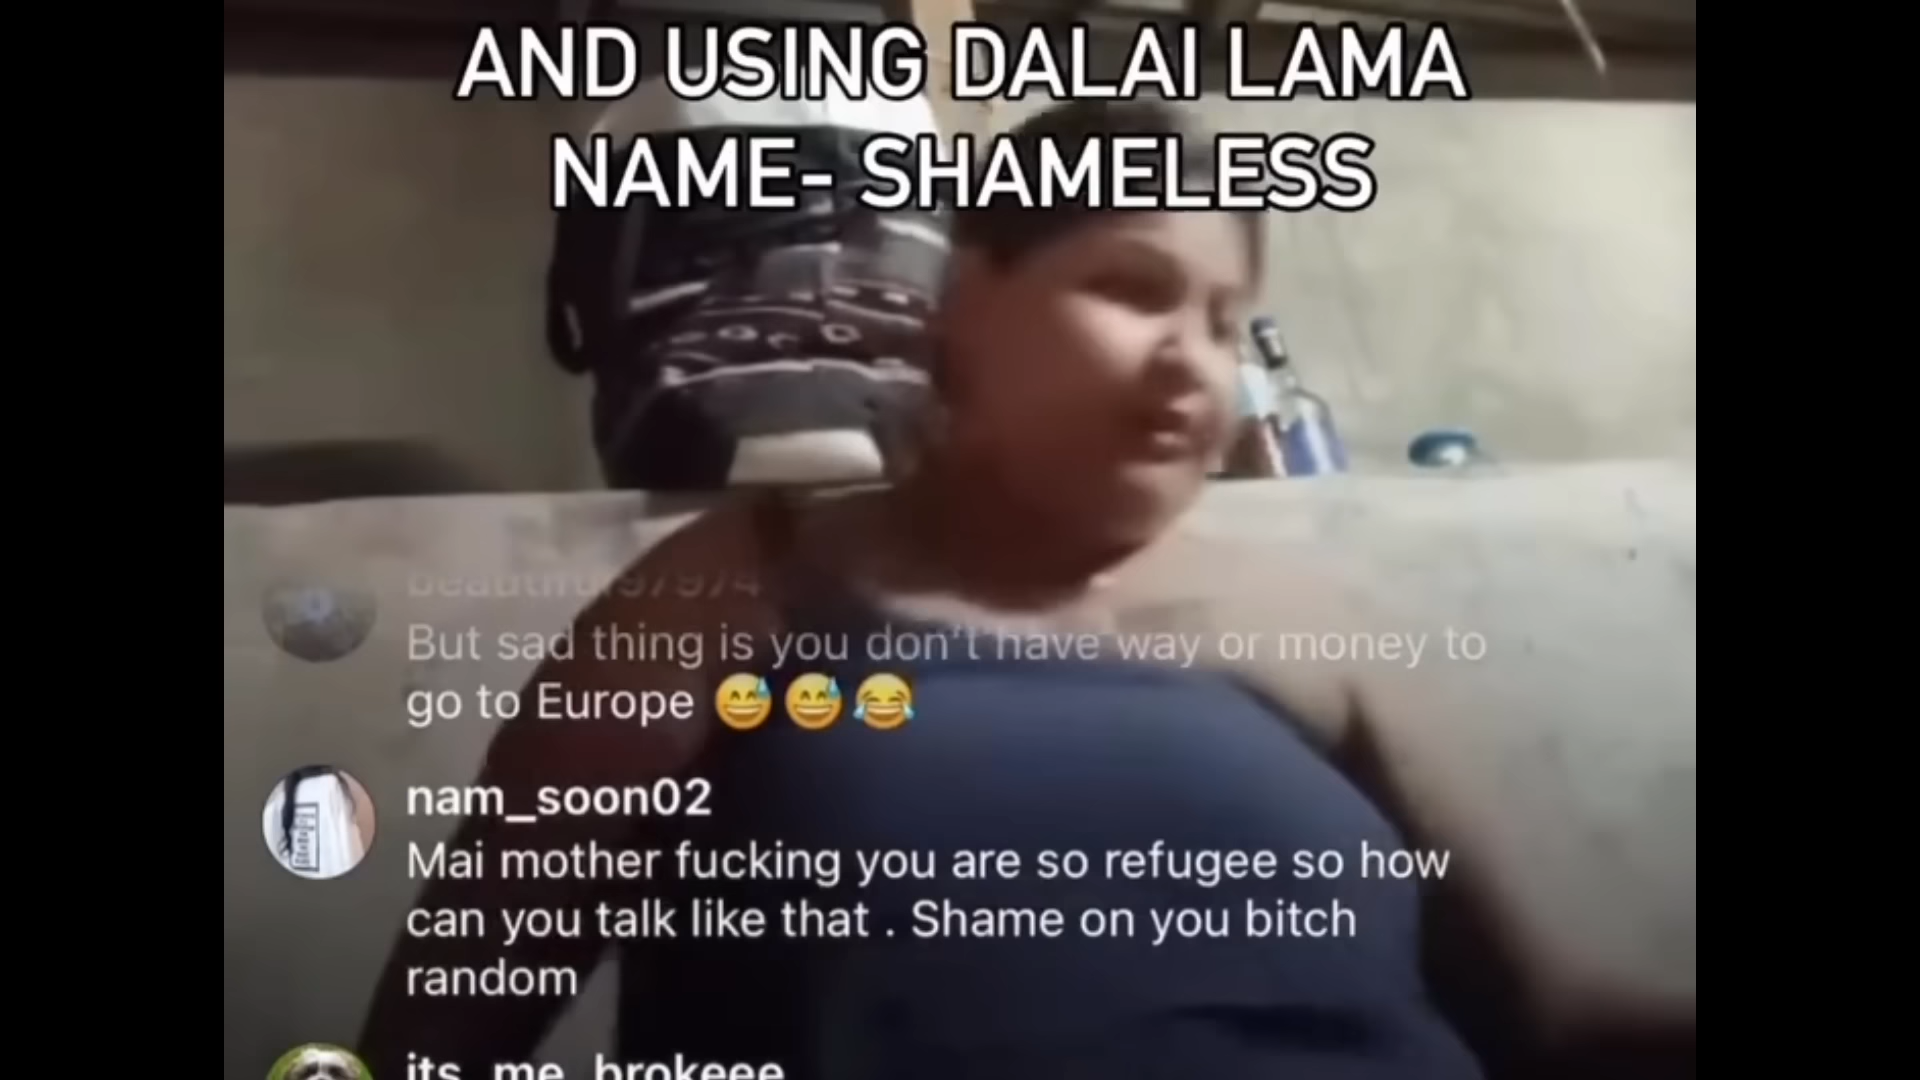 AND USING DALAI LAMA
NAME- SHAMELESS
beautiful97974
But sad thing is you don't have way or money to
go to Europe 😅😅😂
nam_soon02
Mai mother fucking you are so refugee so how
can you talk like that . Shame on you bitch
random
its_me_brokeee